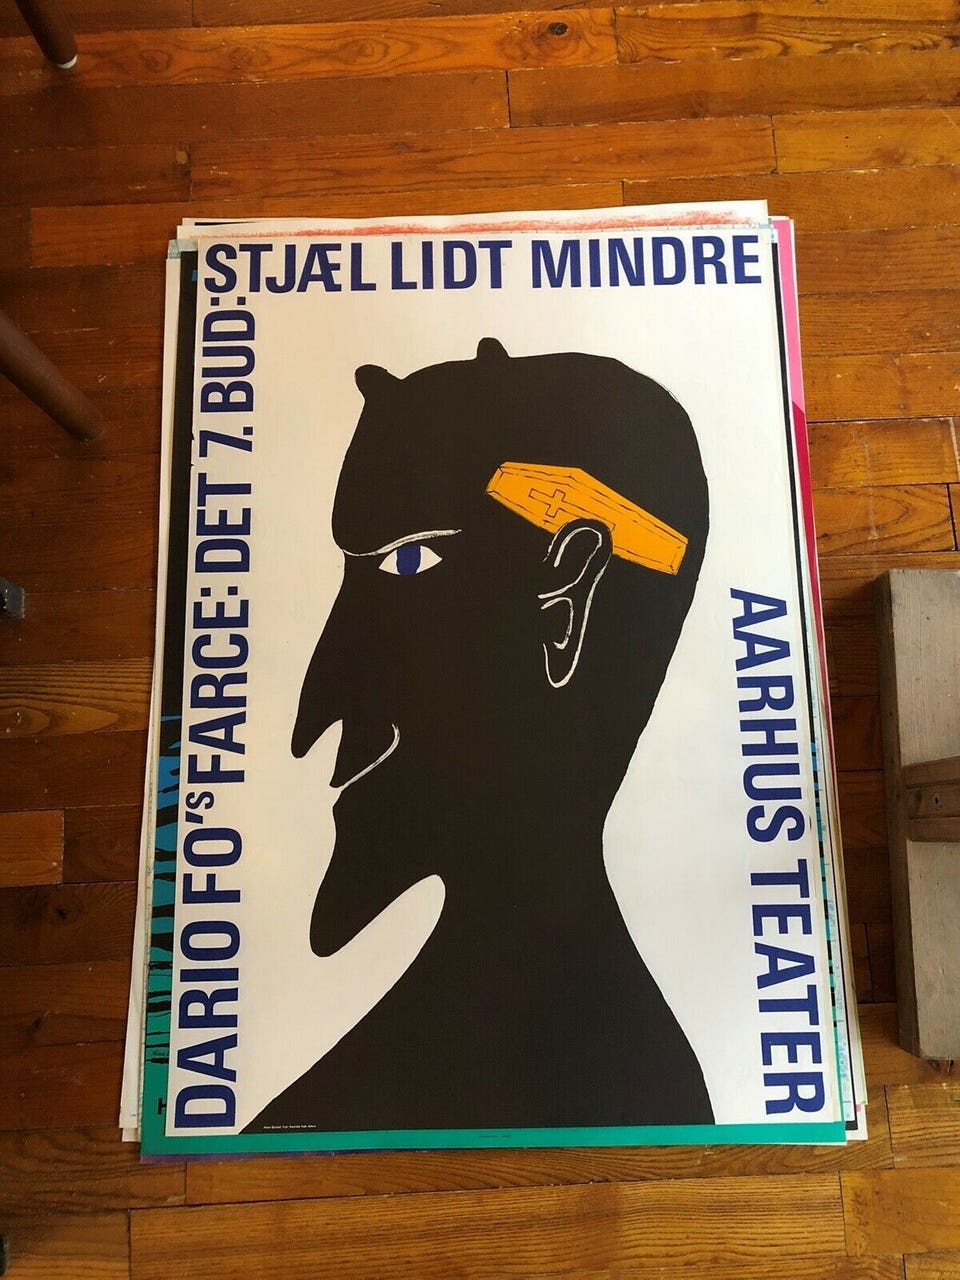 DARIO FO's FARCE: DET 7. BUD:
STJÆL LIDT MINDRE
AARHUS TEATER